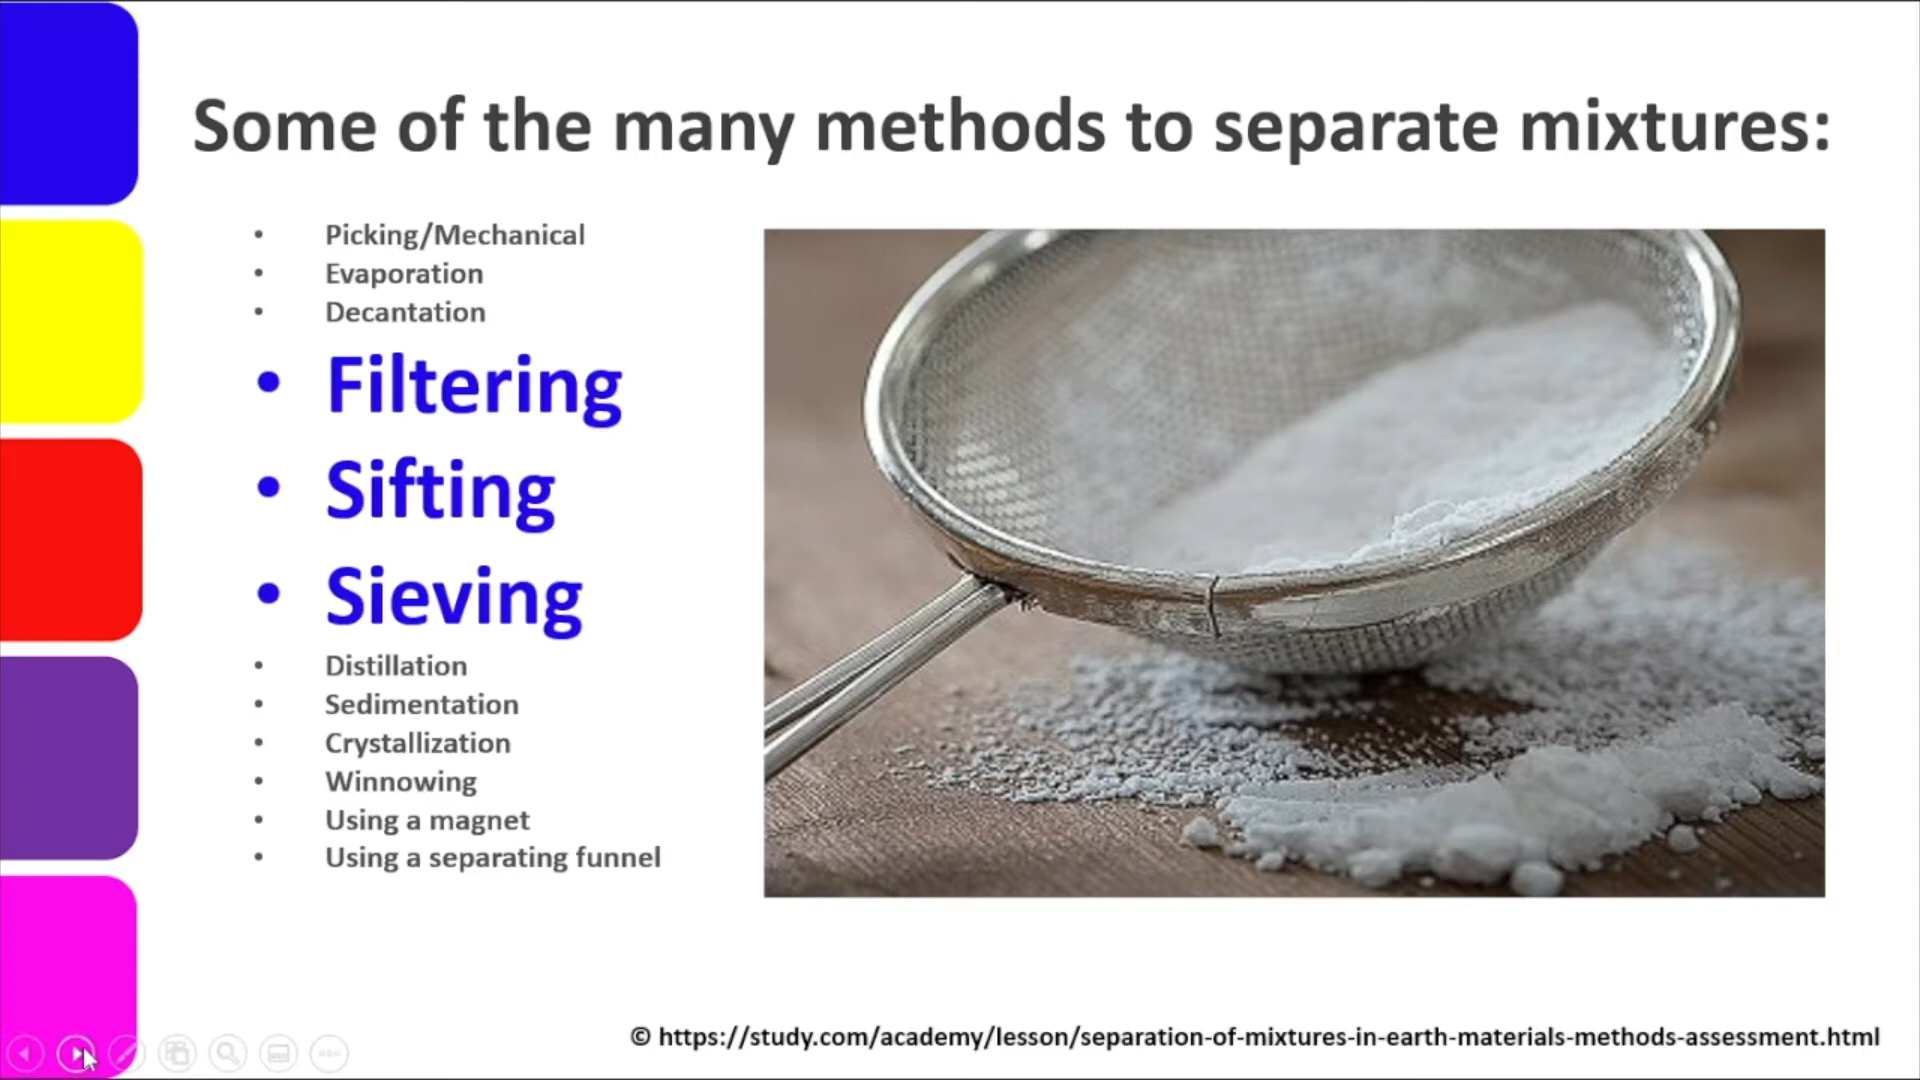 Some of the many methods to separate mixtures:
• Picking/Mechanical
• Evaporation
• Decantation
• Filtering
• Sifting
• Sieving
• Distillation
• Sedimentation
• Crystallization
• Winnowing
• Using a magnet
• Using a separating funnel
© https://study.com/academy/lesson/separation-of-mixtures-in-earth-materials-methods-assessment.html